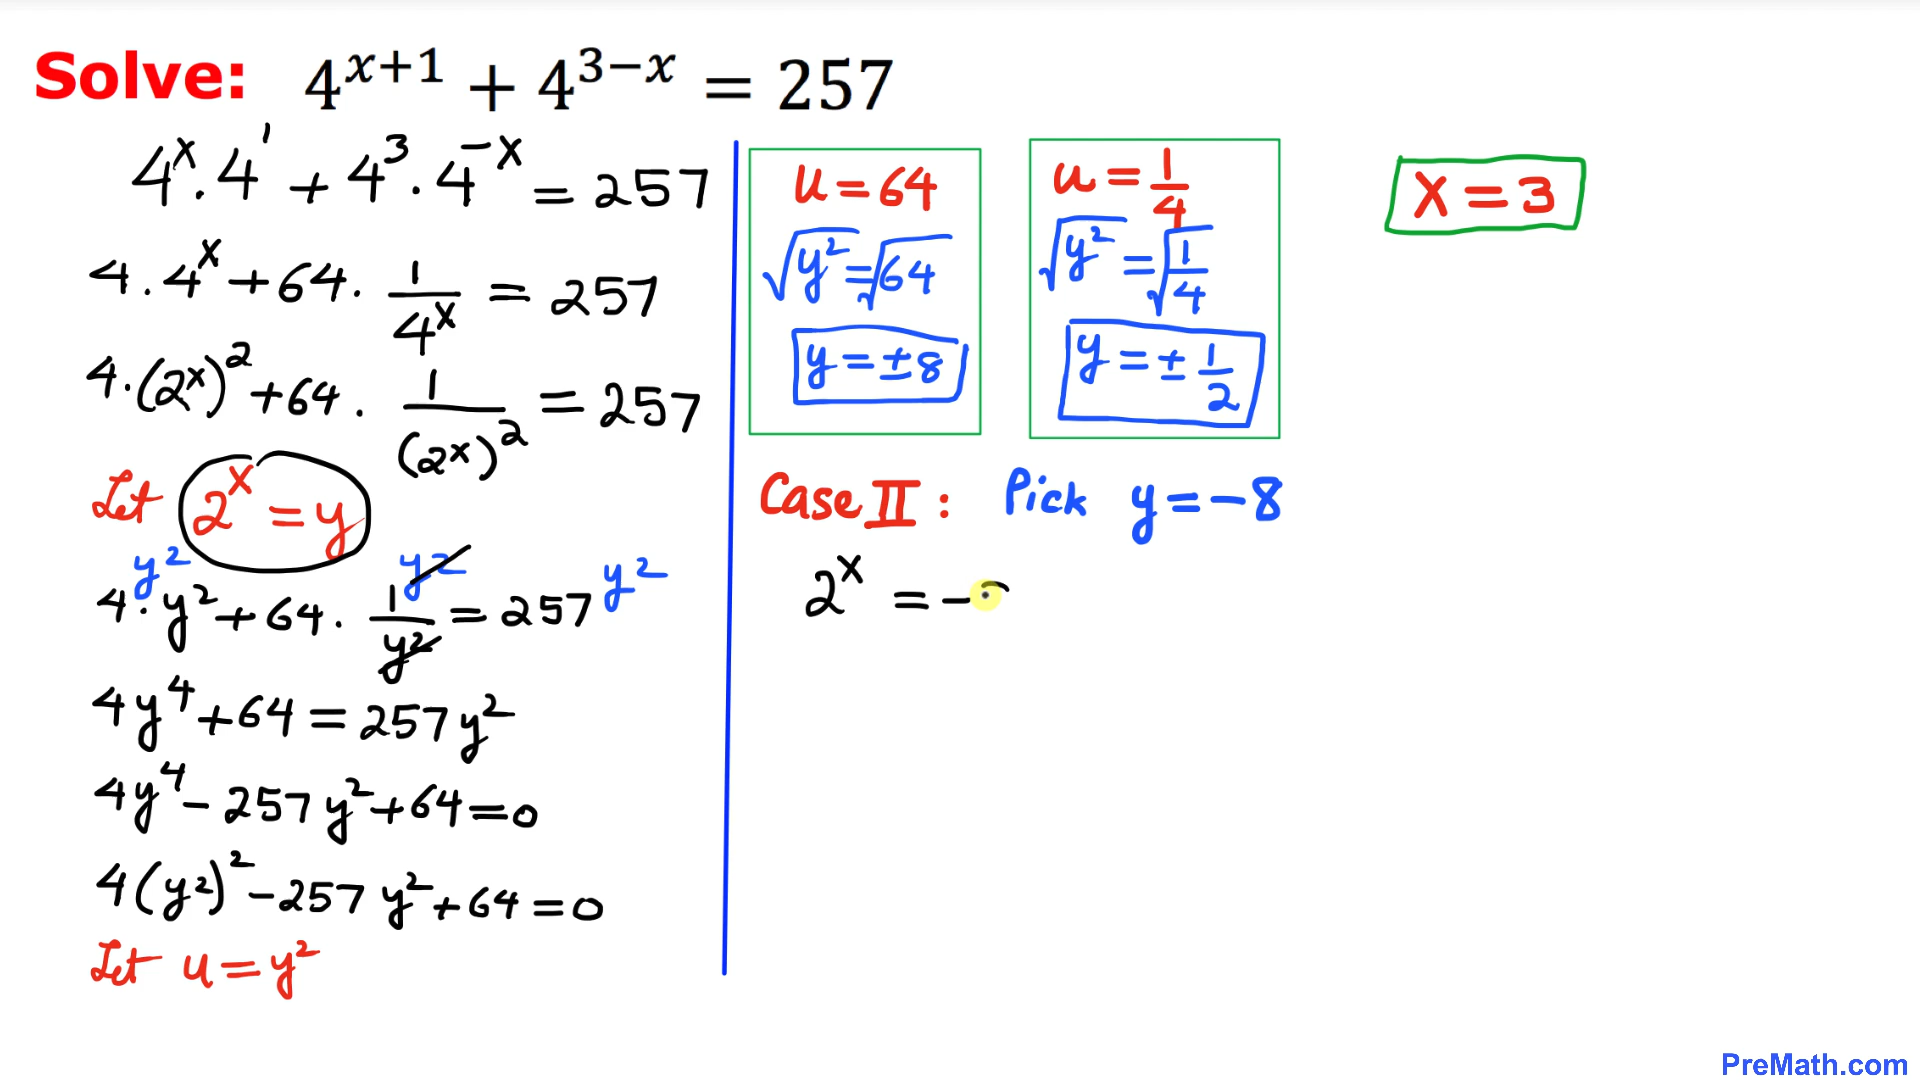 Solve: 4^{x+1} + 4^{3-x} = 257
4^x · 4^1 + 4^3 · 4^{-x} = 257
4 · 4^x + 64 · 1/4^x = 257
4 · (2^x)^2 + 64 · 1/(2^x)^2 = 257
Let 2^x = y
y^2 y^2 y^2
4 · y^2 + 64 · 1/y^2 = 257
4y^4 + 64 = 257y^2
4y^4 - 257y^2 + 64 = 0
4(y^2)^2 - 257y^2 + 64 = 0
Let u = y^2
u = 64
√y^2 = √64
y = ±8
u = 1/4
√y^2 = √1/4
y = ± 1/2
x = 3
Case II: Pick y = -8
2^x = -
PreMath.com